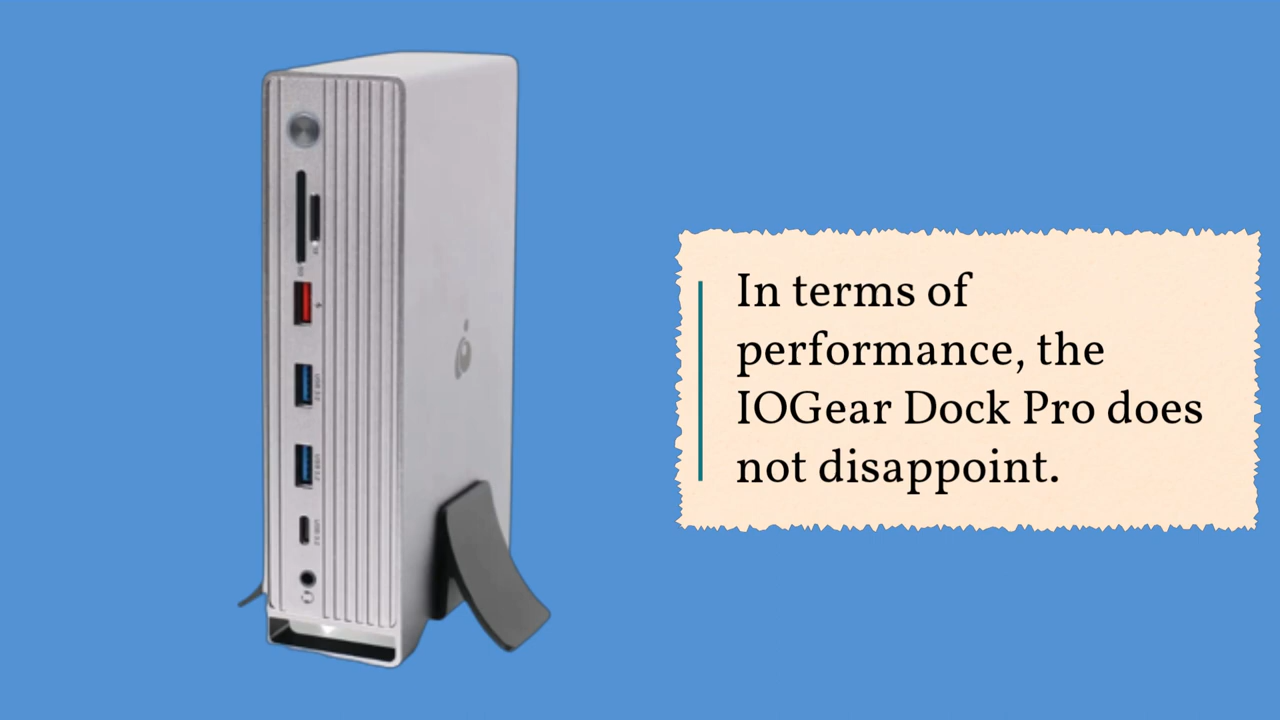 In terms of
performance, the
IOGear Dock Pro does
not disappoint.